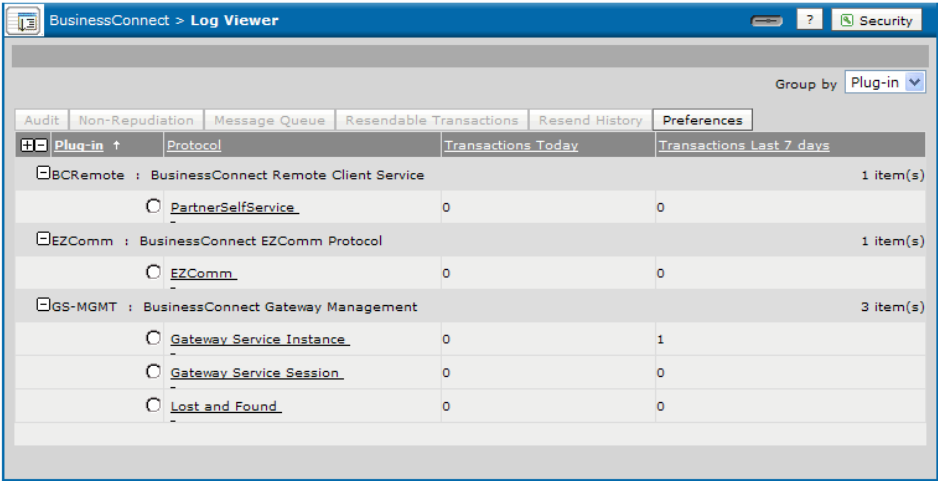 BusinessConnect > Log Viewer ? Security
Group by Plug-in
Audit Non-Repudiation Message Queue Resendable Transactions Resend History Preferences
Plug-in ↑ Protocol Transactions Today Transactions Last 7 days
BCRemote : BusinessConnect Remote Client Service 1 item(s)
PartnerSelfService 0 0
EZComm : BusinessConnect EZComm Protocol 1 item(s)
EZComm 0 0
GS-MGMT : BusinessConnect Gateway Management 3 item(s)
Gateway Service Instance 0 1
Gateway Service Session 0 0
Lost and Found 0 0